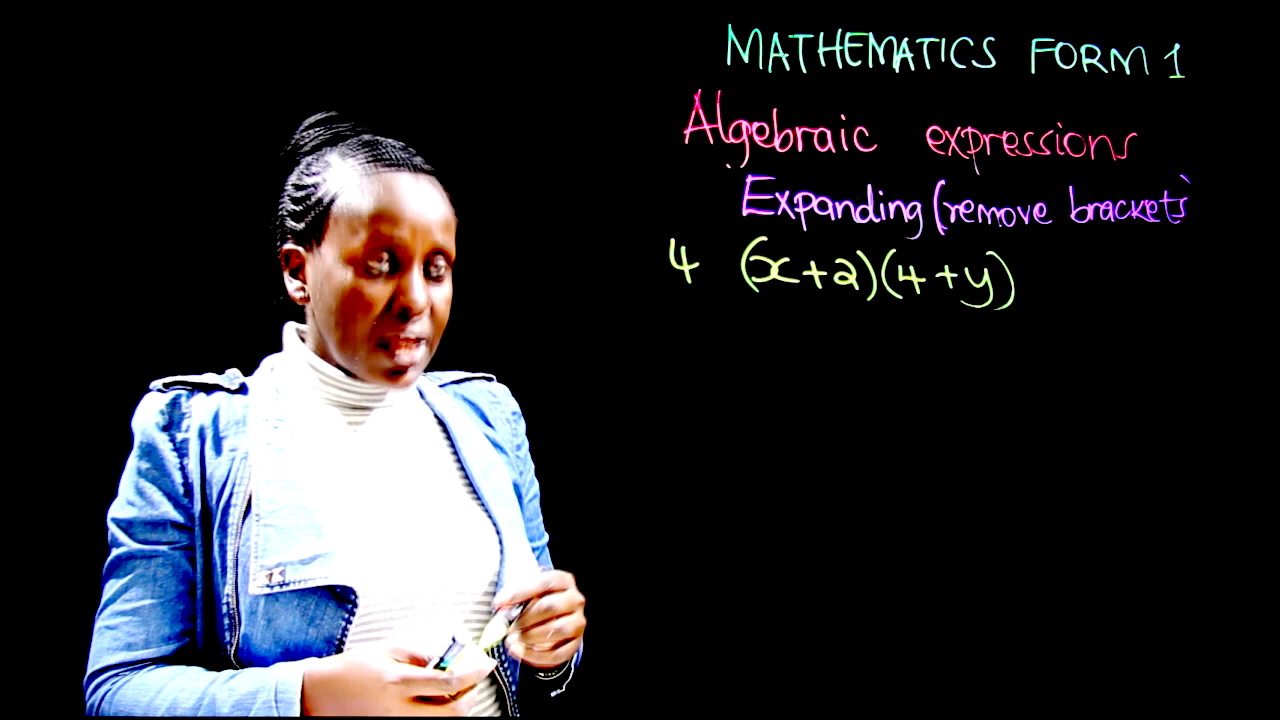 MATHEMATICS FORM 1
Algebraic expressions
Expanding (remove brackets
4 (x+2)(4+y)